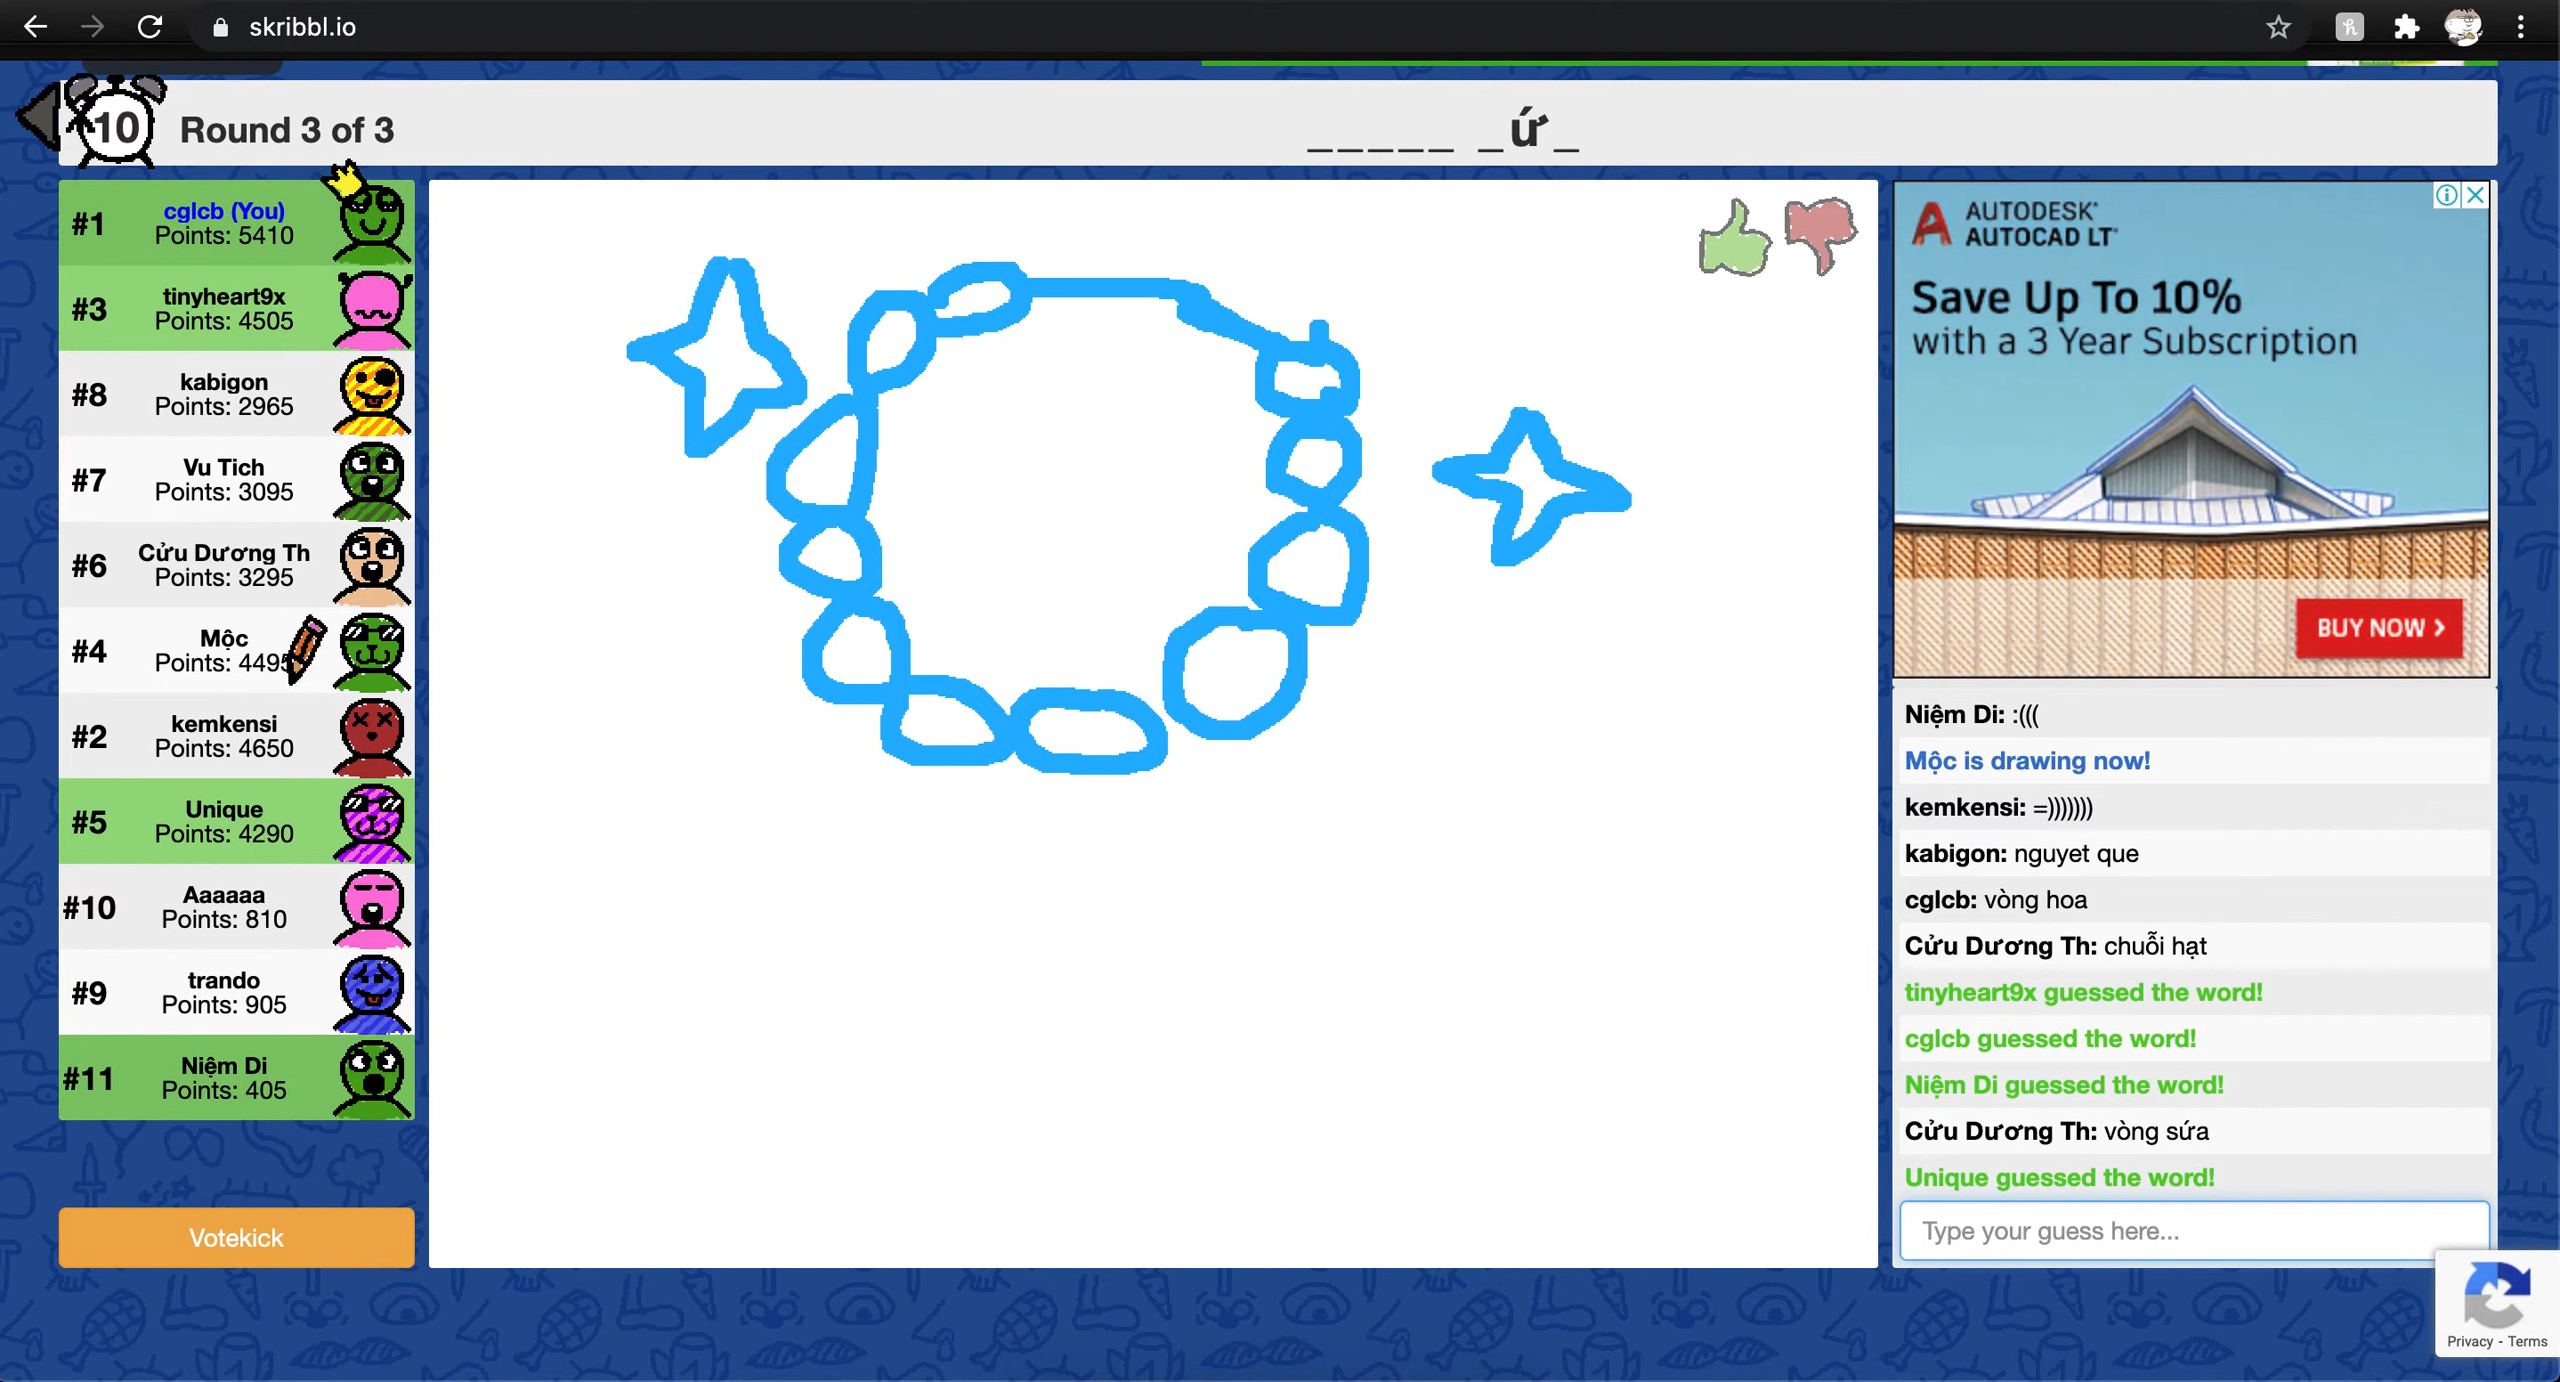 skribbl.io
10
Round 3 of 3
_ _ _ _ _ _ứ_
#1
cglcb (You)
Points: 5410
#3
tinyheart9x
Points: 4505
#8
kabigon
Points: 2965
#7
Vu Tich
Points: 3095
#6
Cửu Dương Th
Points: 3295
#4
Mộc
Points: 4495
#2
kemkensi
Points: 4650
#5
Unique
Points: 4290
#10
Aaaaaa
Points: 810
#9
trando
Points: 905
#11
Niệm Di
Points: 405
Votekick
AUTODESK®
AUTOCAD LT®
Save Up To 10%
with a 3 Year Subscription
BUY NOW >
Niệm Di: :(((
Mộc is drawing now!
kemkensi: =)))))))
kabigon: nguyet que
cglcb: vòng hoa
Cửu Dương Th: chuỗi hạt
tinyheart9x guessed the word!
cglcb guessed the word!
Niệm Di guessed the word!
Cửu Dương Th: vòng sứa
Unique guessed the word!
Type your guess here...
Privacy - Terms